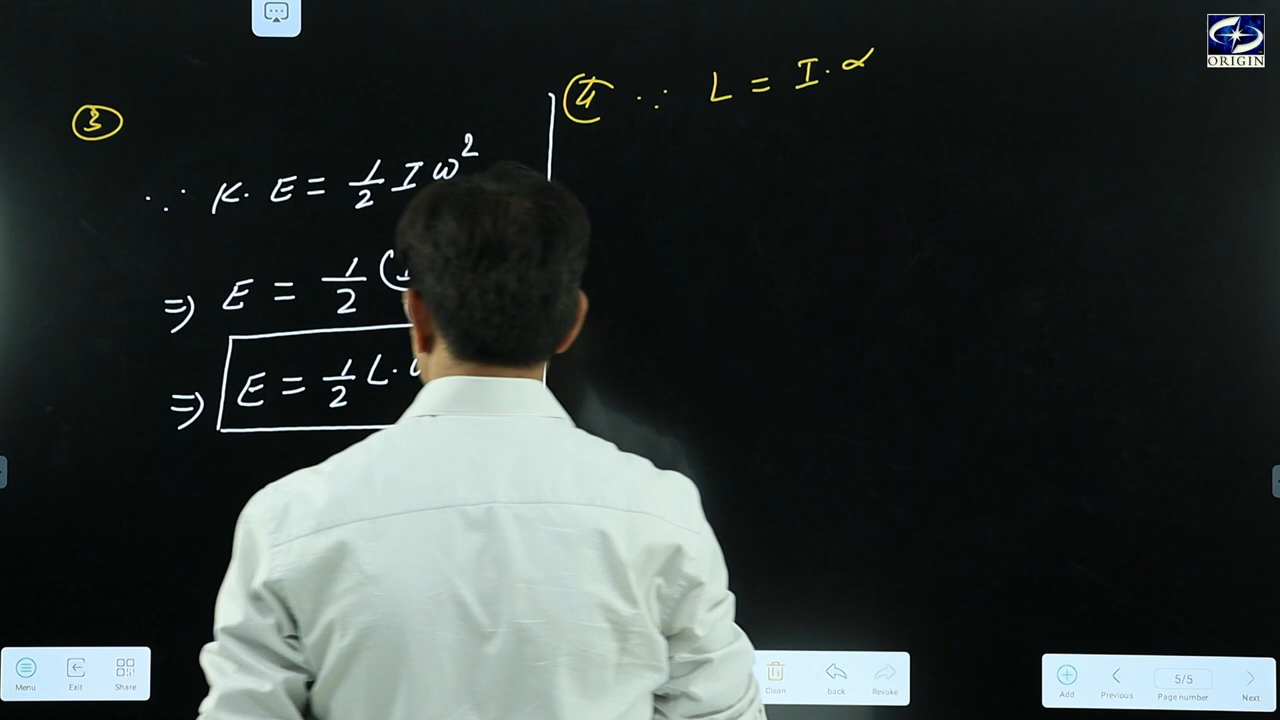 ③
∵ K. E = 1/2 I ω²
⇒ E = 1/2 (
⇒ E = 1/2 L.
④ ∵ L = I. α
ORIGIN
Menu Exit Share
Clean back Revoke
Add Previous 5/5 Page number Next